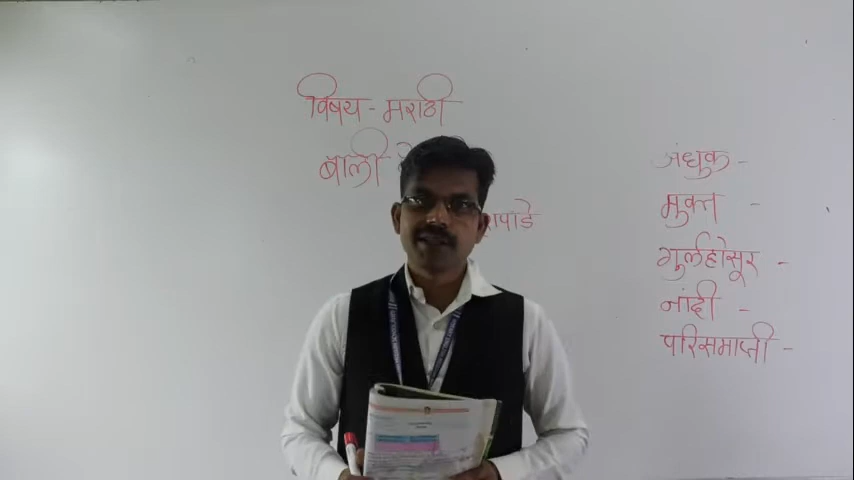 विषय - मराठी
बॉली
रापांडे
जंधुक -
मुक्त -
गुर्लहोसूर -
नांदी -
परिसमाप्ती -